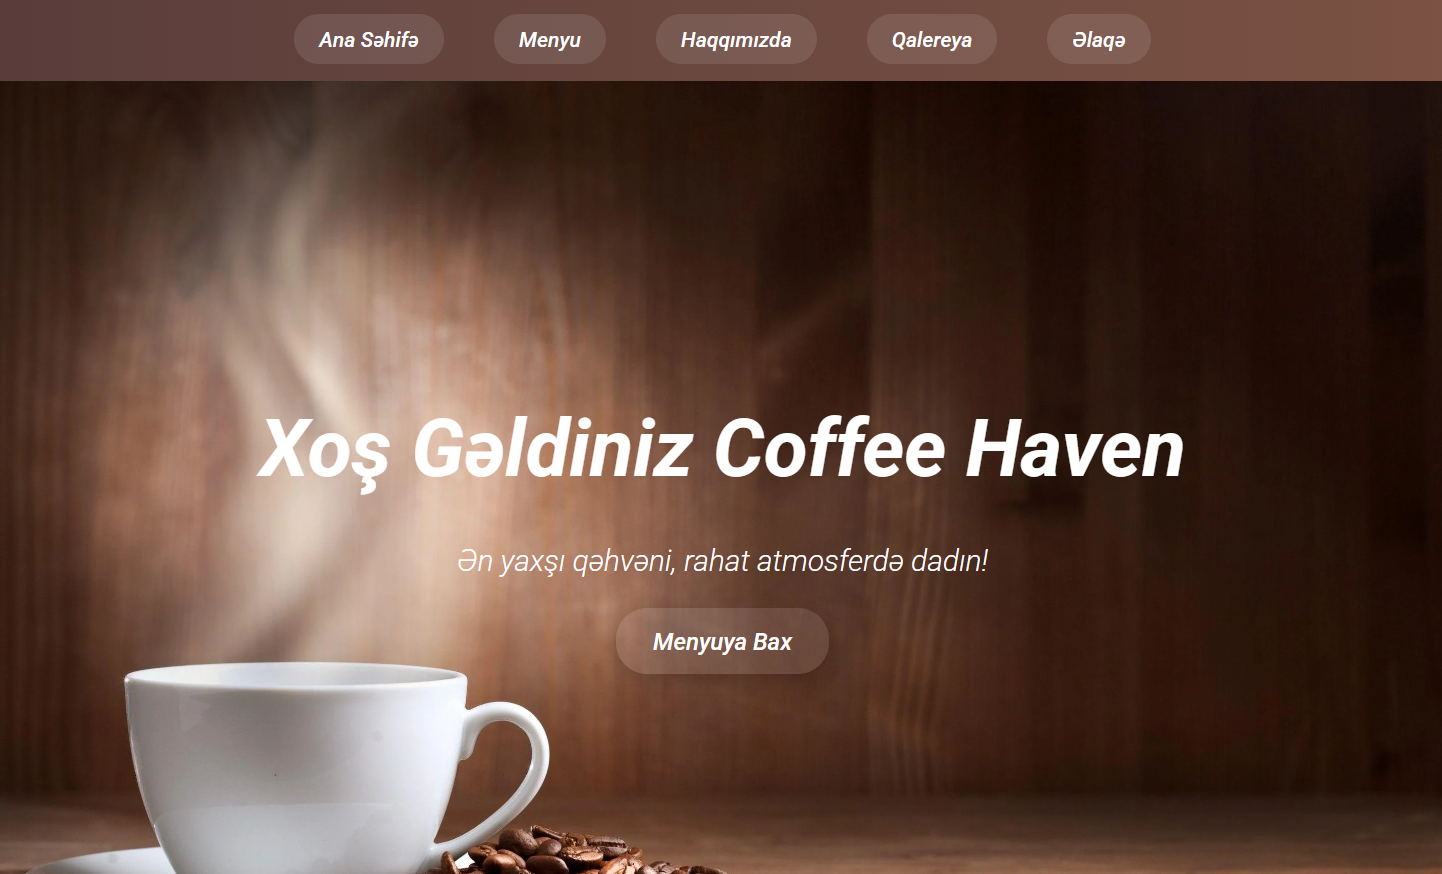 Ana Səhifə
Menyu
Haqqımızda
Qalereya
Əlaqə
Xoş Gəldiniz Coffee Haven
Ən yaxşı qəhvəni, rahat atmosferdə dadın!
Menyuya Bax